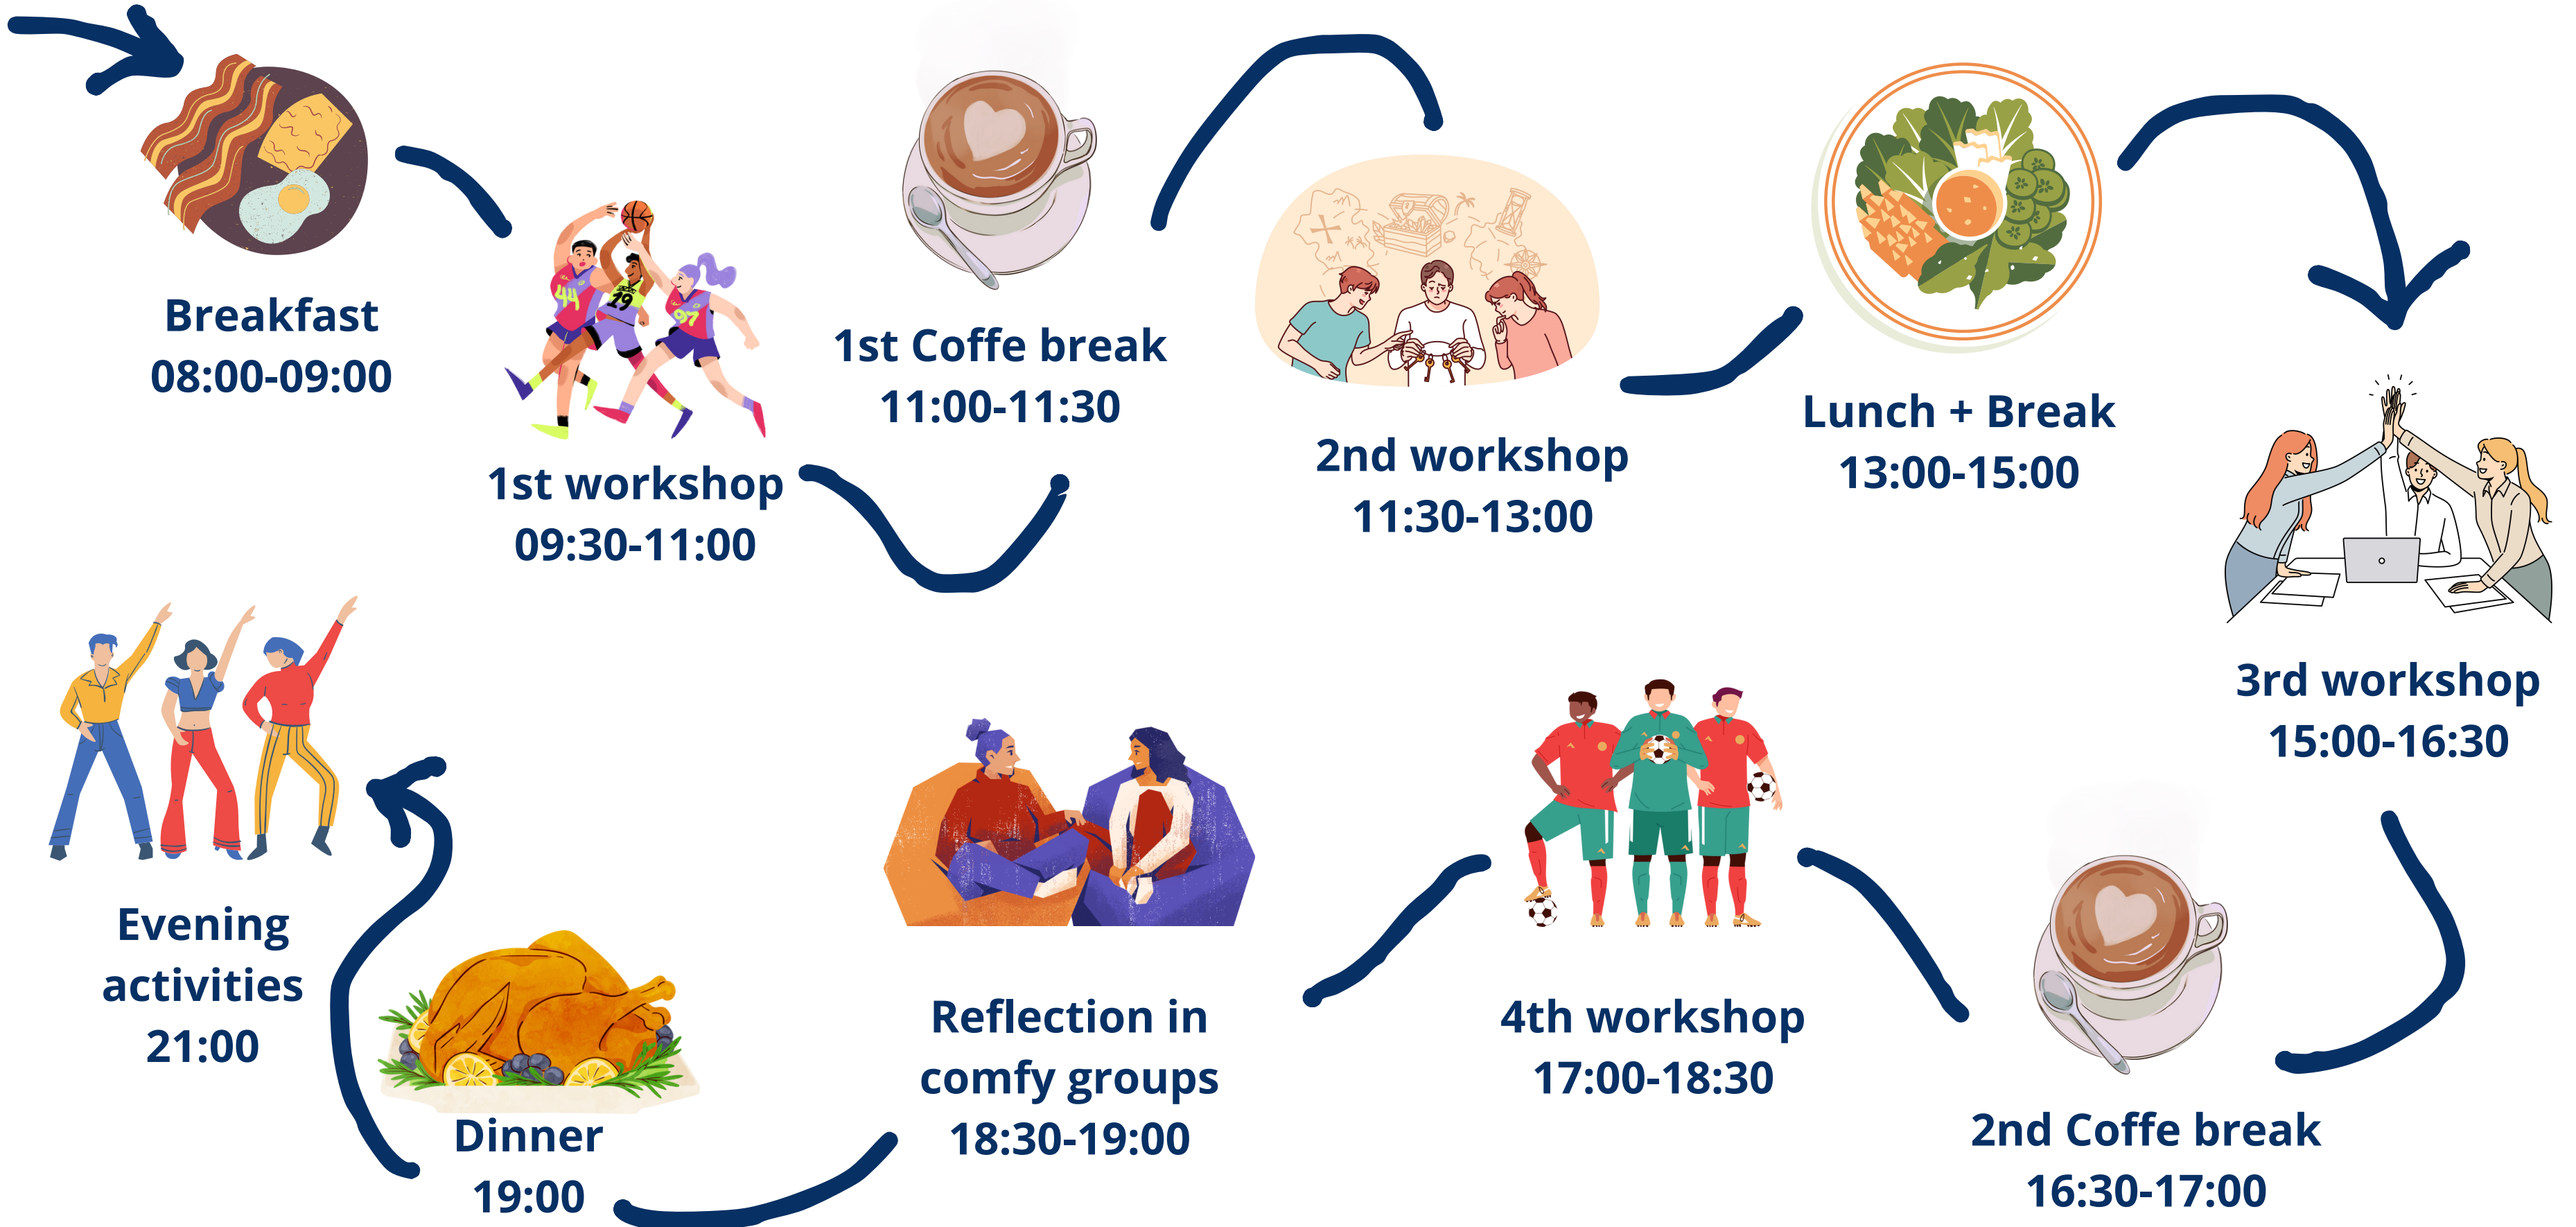 Breakfast
08:00-09:00
44
19
97
1st workshop
09:30-11:00
1st Coffe break
11:00-11:30
2nd workshop
11:30-13:00
Lunch + Break
13:00-15:00
3rd workshop
15:00-16:30
2nd Coffe break
16:30-17:00
4th workshop
17:00-18:30
Reflection in
comfy groups
18:30-19:00
Dinner
19:00
Evening
activities
21:00